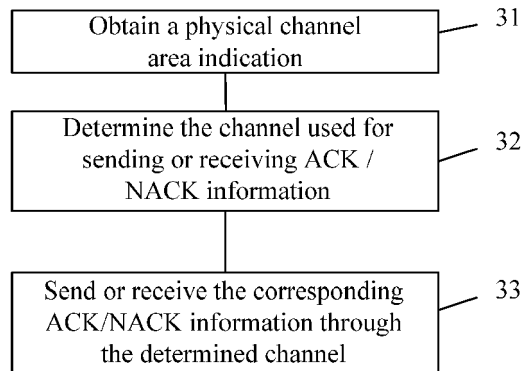 Obtain a physical channel
area indication
31
Determine the channel used for
sending or receiving ACK /
NACK information
32
Send or receive the corresponding
ACK/NACK information through
the determined channel
33